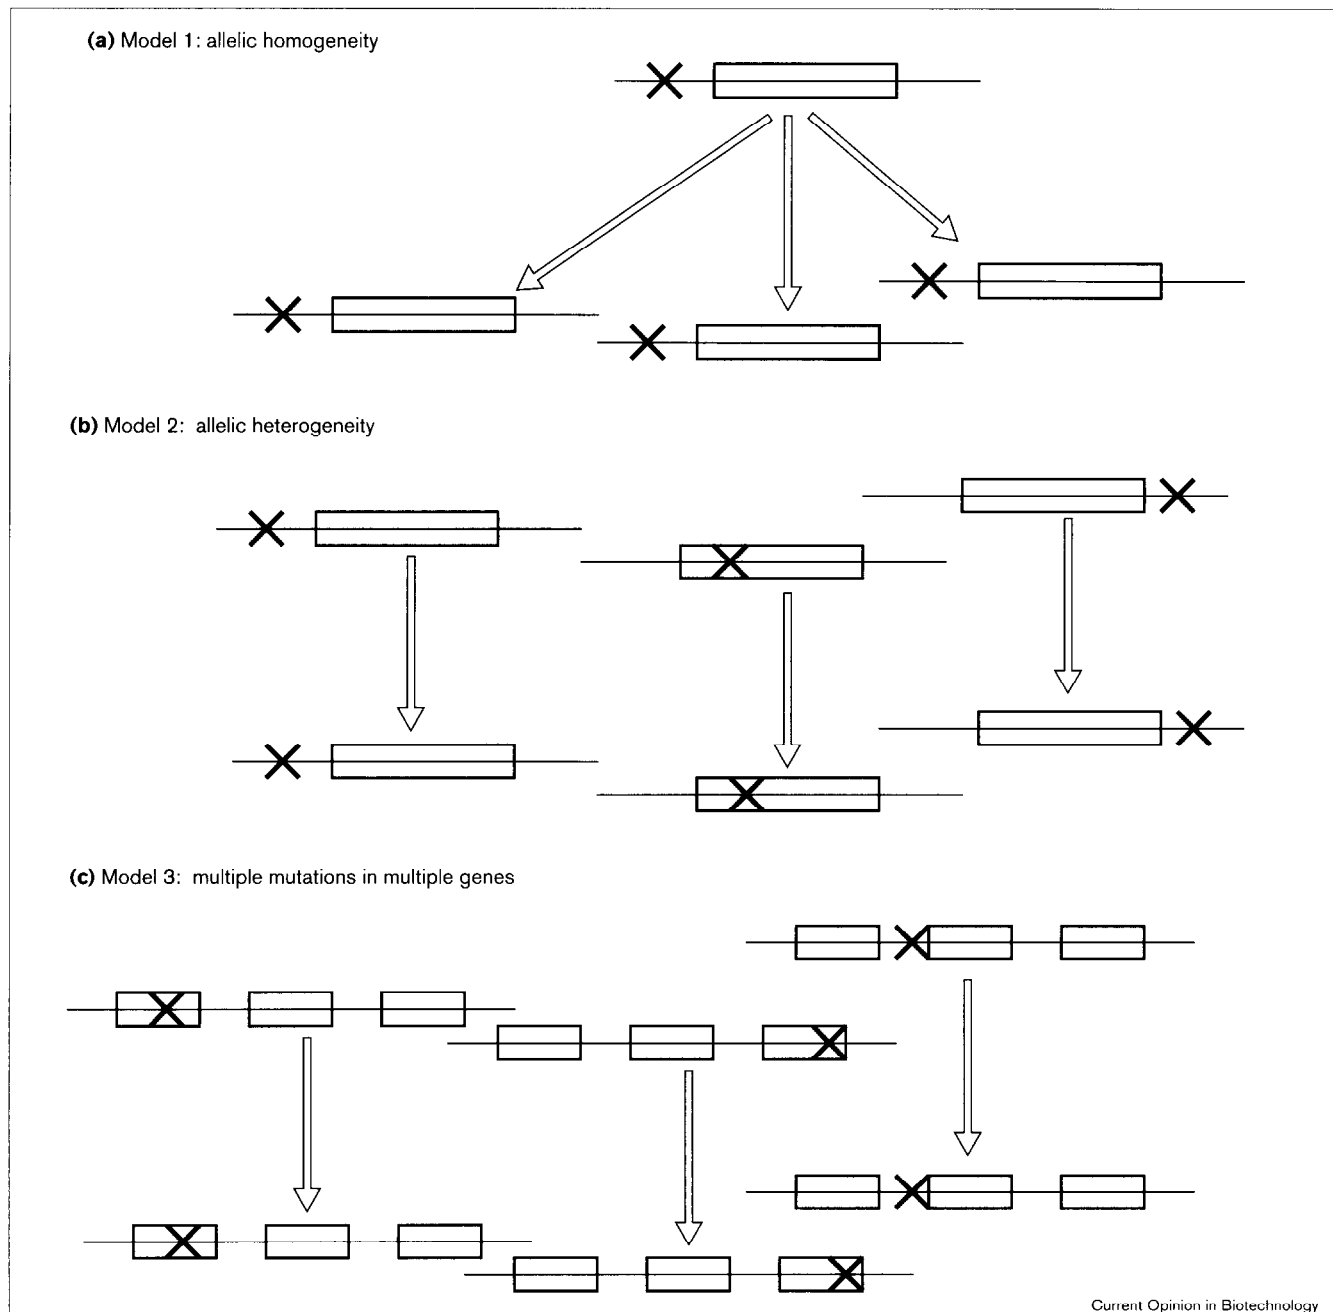 (a) Model 1: allelic homogeneity
(b) Model 2: allelic heterogeneity
(c) Model 3: multiple mutations in multiple genes
Current Opinion in Biotechnology